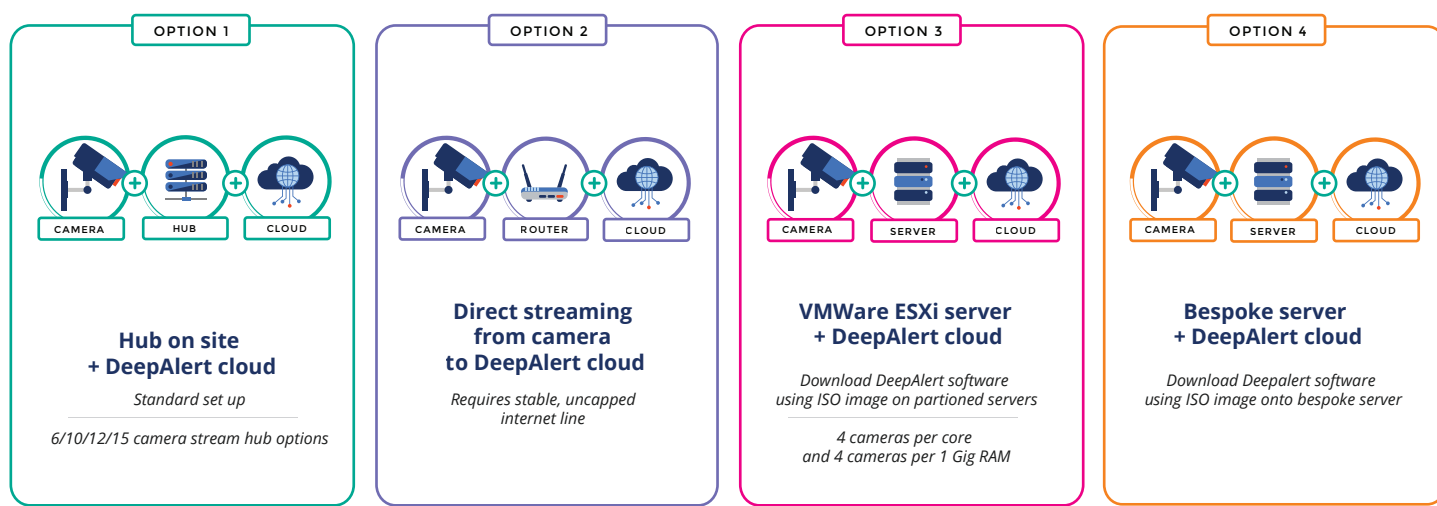 OPTION 1
CAMERA
HUB
CLOUD
Hub on site
+ DeepAlert cloud
Standard set up
6/10/12/15 camera stream hub options
OPTION 2
CAMERA
ROUTER
CLOUD
Direct streaming
from camera
to DeepAlert cloud
Requires stable, uncapped
internet line
OPTION 3
CAMERA
SERVER
CLOUD
VMWare ESXi server
+ DeepAlert cloud
Download DeepAlert software
using ISO image on partioned servers
4 cameras per core
and 4 cameras per 1 Gig RAM
OPTION 4
CAMERA
SERVER
CLOUD
Bespoke server
+ DeepAlert cloud
Download Deepalert software
using ISO image onto bespoke server